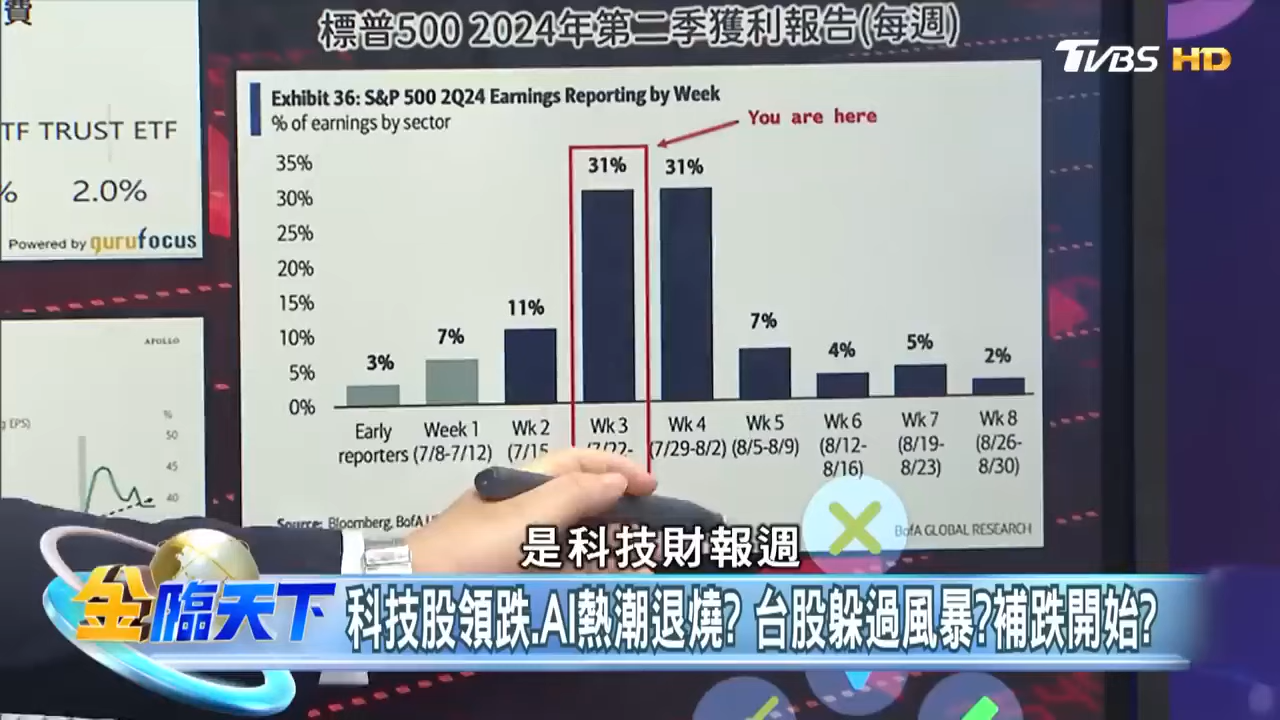 費
標普500 2024年第二季獲利報告(每週)
TVBS HD
TF TRUST ETF
% 2.0%
Powered by gurufocus
APOLLO
%
50
45
40
Exhibit 36: S&P 500 2Q24 Earnings Reporting by Week
% of earnings by sector
You are here
35%
30%
25%
20%
15%
10%
5%
0%
3%
7%
11%
31%
31%
7%
4%
5%
2%
Early reporters
Week 1 (7/8-7/12)
Wk 2 (7/15
Wk 3
Wk 4 (7/29-8/2)
Wk 5 (8/5-8/9)
Wk 6 (8/12-8/16)
Wk 7 (8/19-8/23)
Wk 8 (8/26-8/30)
Source: Bloomberg, BofA
BofA GLOBAL RESEARCH
是科技財報週
金臨天下
科技股領跌.AI熱潮退燒? 台股躲過風暴?補跌開始?